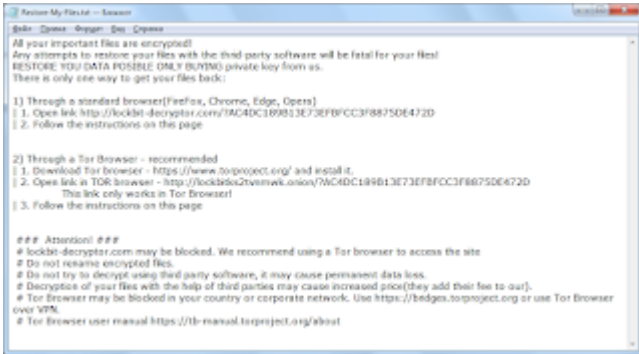 Restore-My-Files.txt — Блокнот
Файл Правка Формат Вид Справка
All your important files are encrypted!
Any attempts to restore your files with the thrid-party software will be fatal for your files!
RESTORE YOU DATA POSIBLE ONLY BUYING private key from us.
There is only one way to get your files back:
1) Through a standard browser(FireFox, Chrome, Edge, Opera)
| 1. Open link http://lockbit-decryptor.com/?AC4DC189B13E73EFBFCC3F8875DE472D
| 2. Follow the instructions on this page
2) Through a Tor Browser - recommended
| 1. Download Tor browser - https://www.torproject.org/ and install it.
| 2. Open link in TOR browser - http://lockbitks2tvnmwk.onion/?AC4DC189B13E73EFBFCC3F8875DE472D
This link only works in Tor Browser!
| 3. Follow the instructions on this page
### Attention! ###
# lockbit-decryptor.com may be blocked. We recommend using a Tor browser to access the site
# Do not rename encrypted files.
# Do not try to decrypt using third party software, it may cause permanent data loss.
# Decryption of your files with the help of third parties may cause increased price(they add their fee to our).
# Tor Browser may be blocked in your country or corporate network. Use https://bridges.torproject.org or use Tor Browser
over VPN.
# Tor Browser user manual https://tb-manual.torproject.org/about